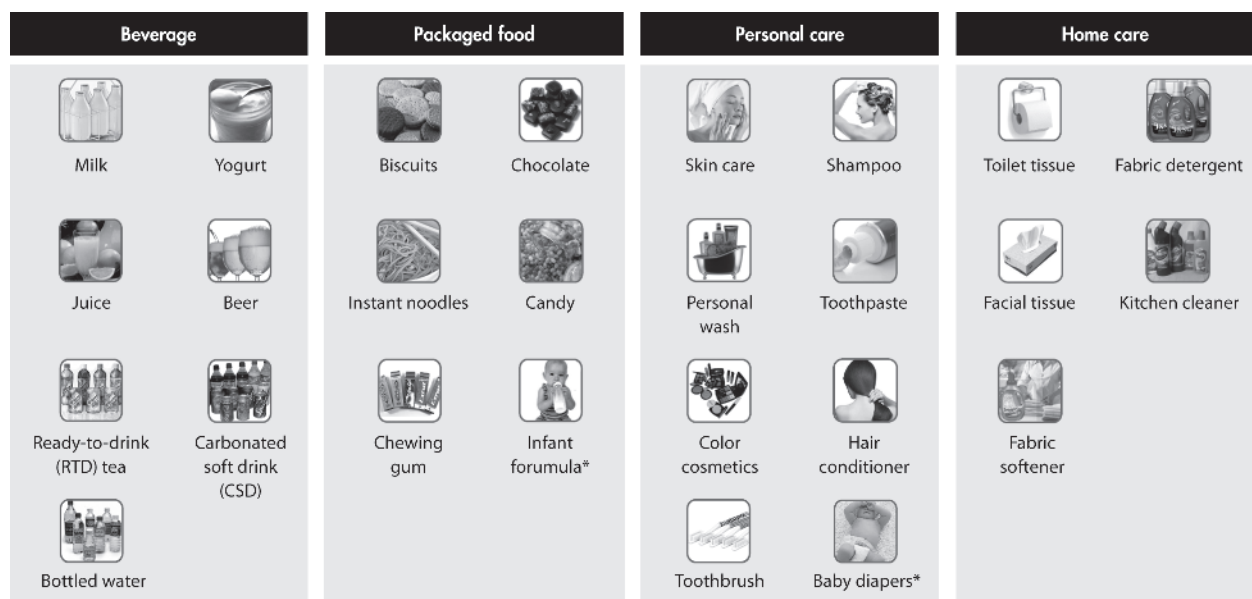 Beverage
Milk
Yogurt
Juice
Beer
Ready-to-drink
(RTD) tea
Carbonated
soft drink
(CSD)
Bottled water
Packaged food
Biscuits
Chocolate
Instant noodles
Candy
Chewing
gum
Infant
forumula*
Personal care
Skin care
Shampoo
Personal
wash
Toothpaste
Color
cosmetics
Hair
conditioner
Toothbrush
Baby diapers*
Home care
Toilet tissue
Fabric detergent
Facial tissue
Kitchen cleaner
Fabric
softener